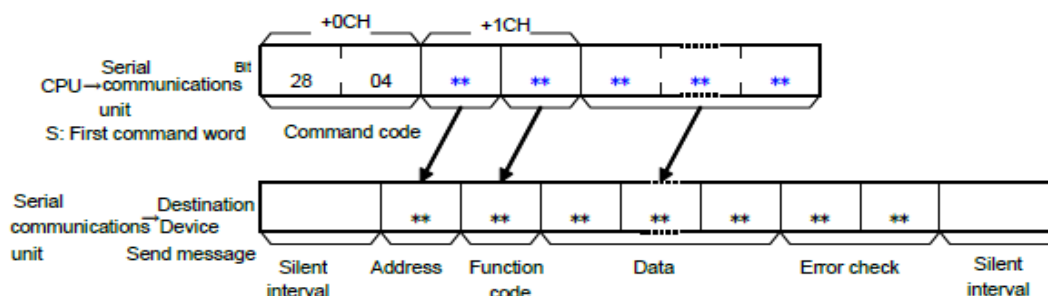 +0CH +1CH
Serial Bit
CPU→communications 28 04 ** ** ** ** **
unit
S: First command word Command code
Serial Destination
communications→Device ** ** ** ** ** ** **
unit Send message
Silent Address Function Data Error check Silent
interval code interval